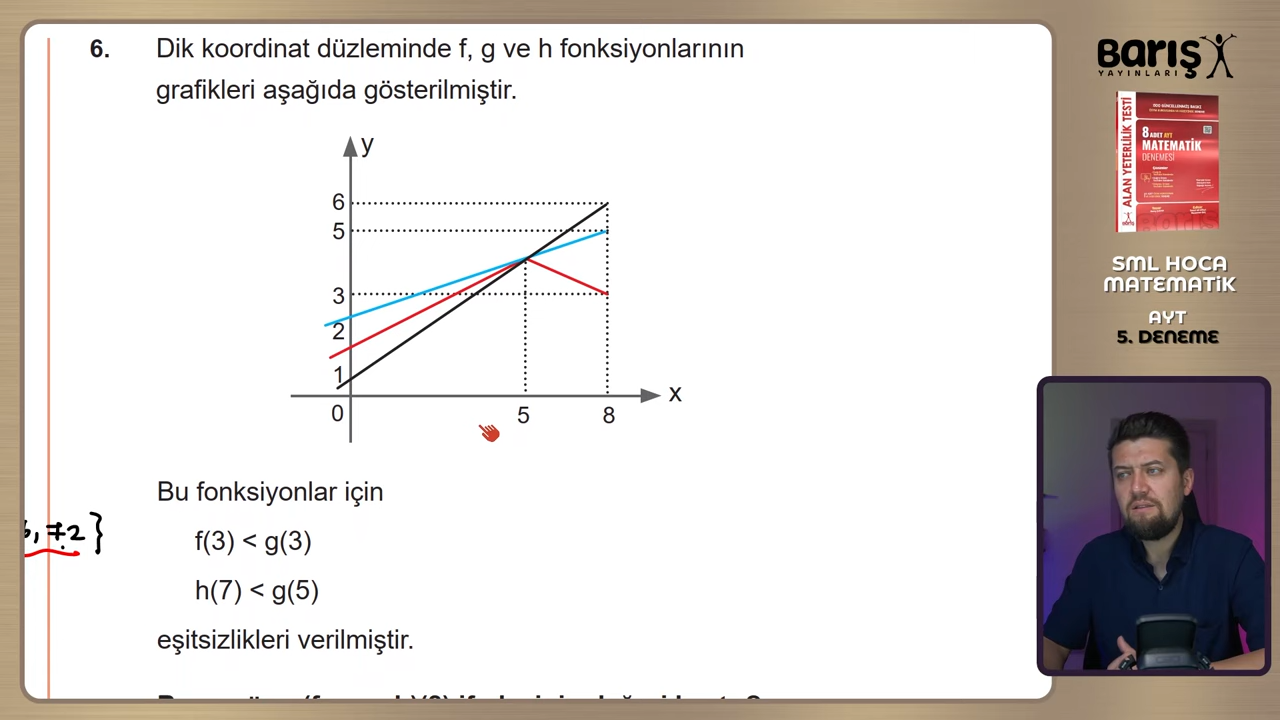 6. Dik koordinat düzleminde f, g ve h fonksiyonlarının
grafikleri aşağıda gösterilmiştir.
y
6
5
3
2
1
0
5
8
x
Bu fonksiyonlar için
f(3) < g(3)
h(7) < g(5)
eşitsizlikleri verilmiştir.
Barış
YAYINLARI
ALAN YETERLİLİK TESTİ
8 ADET AYT
MATEMATİK
DENEMESİ
SML HOCA
MATEMATİK
AYT
5. DENEME